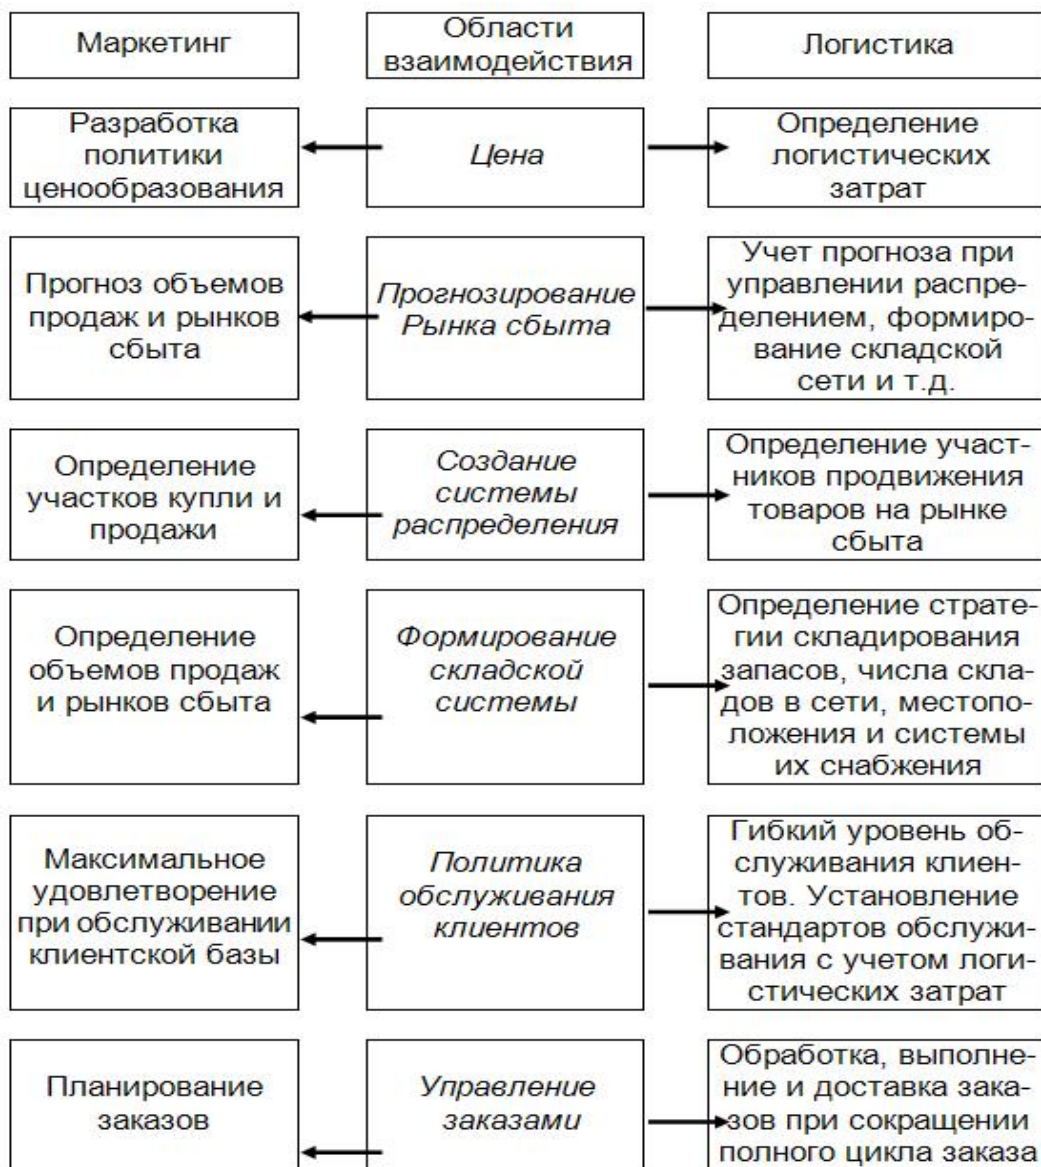 Маркетинг
Области
взаимодействия
Логистика
Разработка
политики
ценообразования
Цена
Определение
логистических
затрат
Прогноз объемов
продаж и рынков
сбыта
Прогнозирование
Рынка сбыта
Учет прогноза при
управлении распре-
делением, формиро-
вание складской
сети и т.д.
Определение
участков купли и
продажи
Создание
системы
распределения
Определение участ-
ников продвижения
товаров на рынке
сбыта
Определение
объемов продаж
и рынков сбыта
Формирование
складской
системы
Определение страте-
гии складирования
запасов, числа скла-
дов в сети, местопо-
ложения и системы
их снабжения
Максимальное
удовлетворение
при обслуживании
клиентской базы
Политика
обслуживания
клиентов
Гибкий уровень об-
служивания клиен-
тов. Установление
стандартов обслужи-
вания с учетом логи-
стических затрат
Планирование
заказов
Управление
заказами
Обработка, выполне-
ние и доставка зака-
зов при сокращении
полного цикла заказа